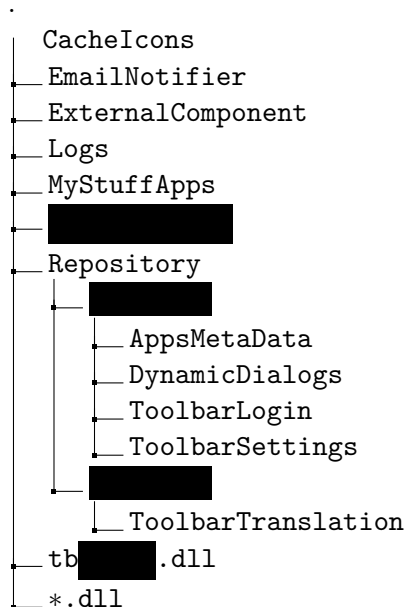 .
CacheIcons
EmailNotifier
ExternalComponent
Logs
MyStuffApps
Repository
AppsMetaData
DynamicDialogs
ToolbarLogin
ToolbarSettings
ToolbarTranslation
tb .dll
*.dll